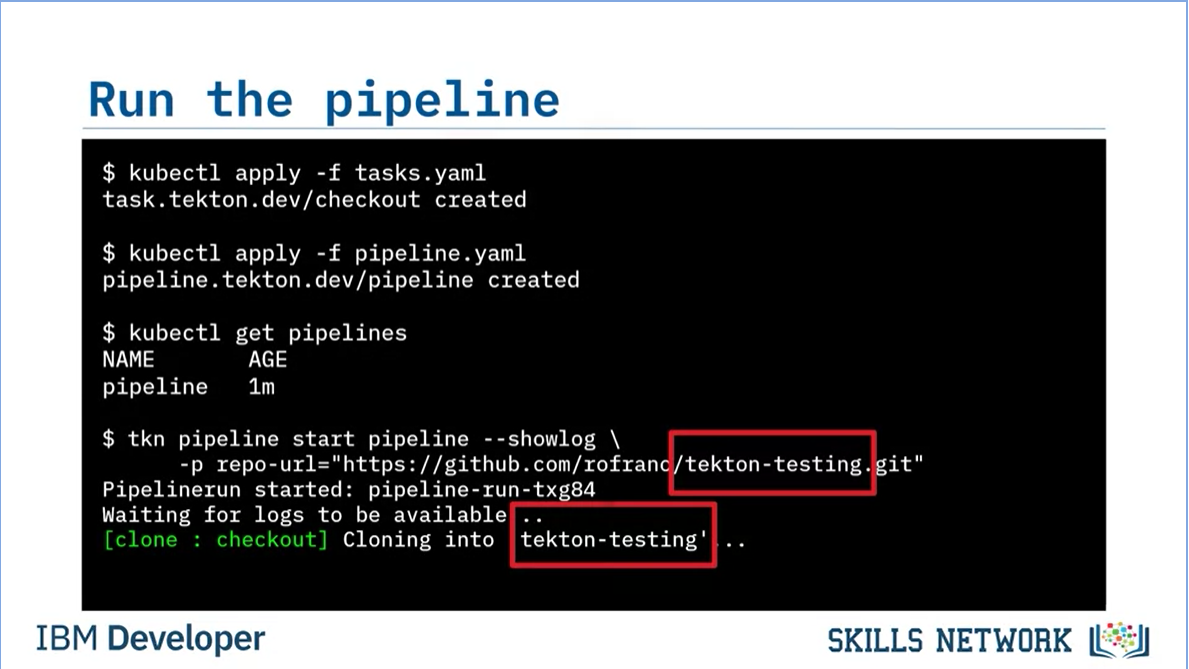 Run the pipeline
$ kubectl apply -f tasks.yaml
task.tekton.dev/checkout created
$ kubectl apply -f pipeline.yaml
pipeline.tekton.dev/pipeline created
$ kubectl get pipelines
NAME AGE
pipeline 1m
$ tkn pipeline start pipeline --showlog \
-p repo-url="https://github.com/rofrano/tekton-testing.git"
Pipelinerun started: pipeline-run-txg84
Waiting for logs to be available ..
[clone : checkout] Cloning into tekton-testing'...
IBM Developer
SKILLS NETWORK